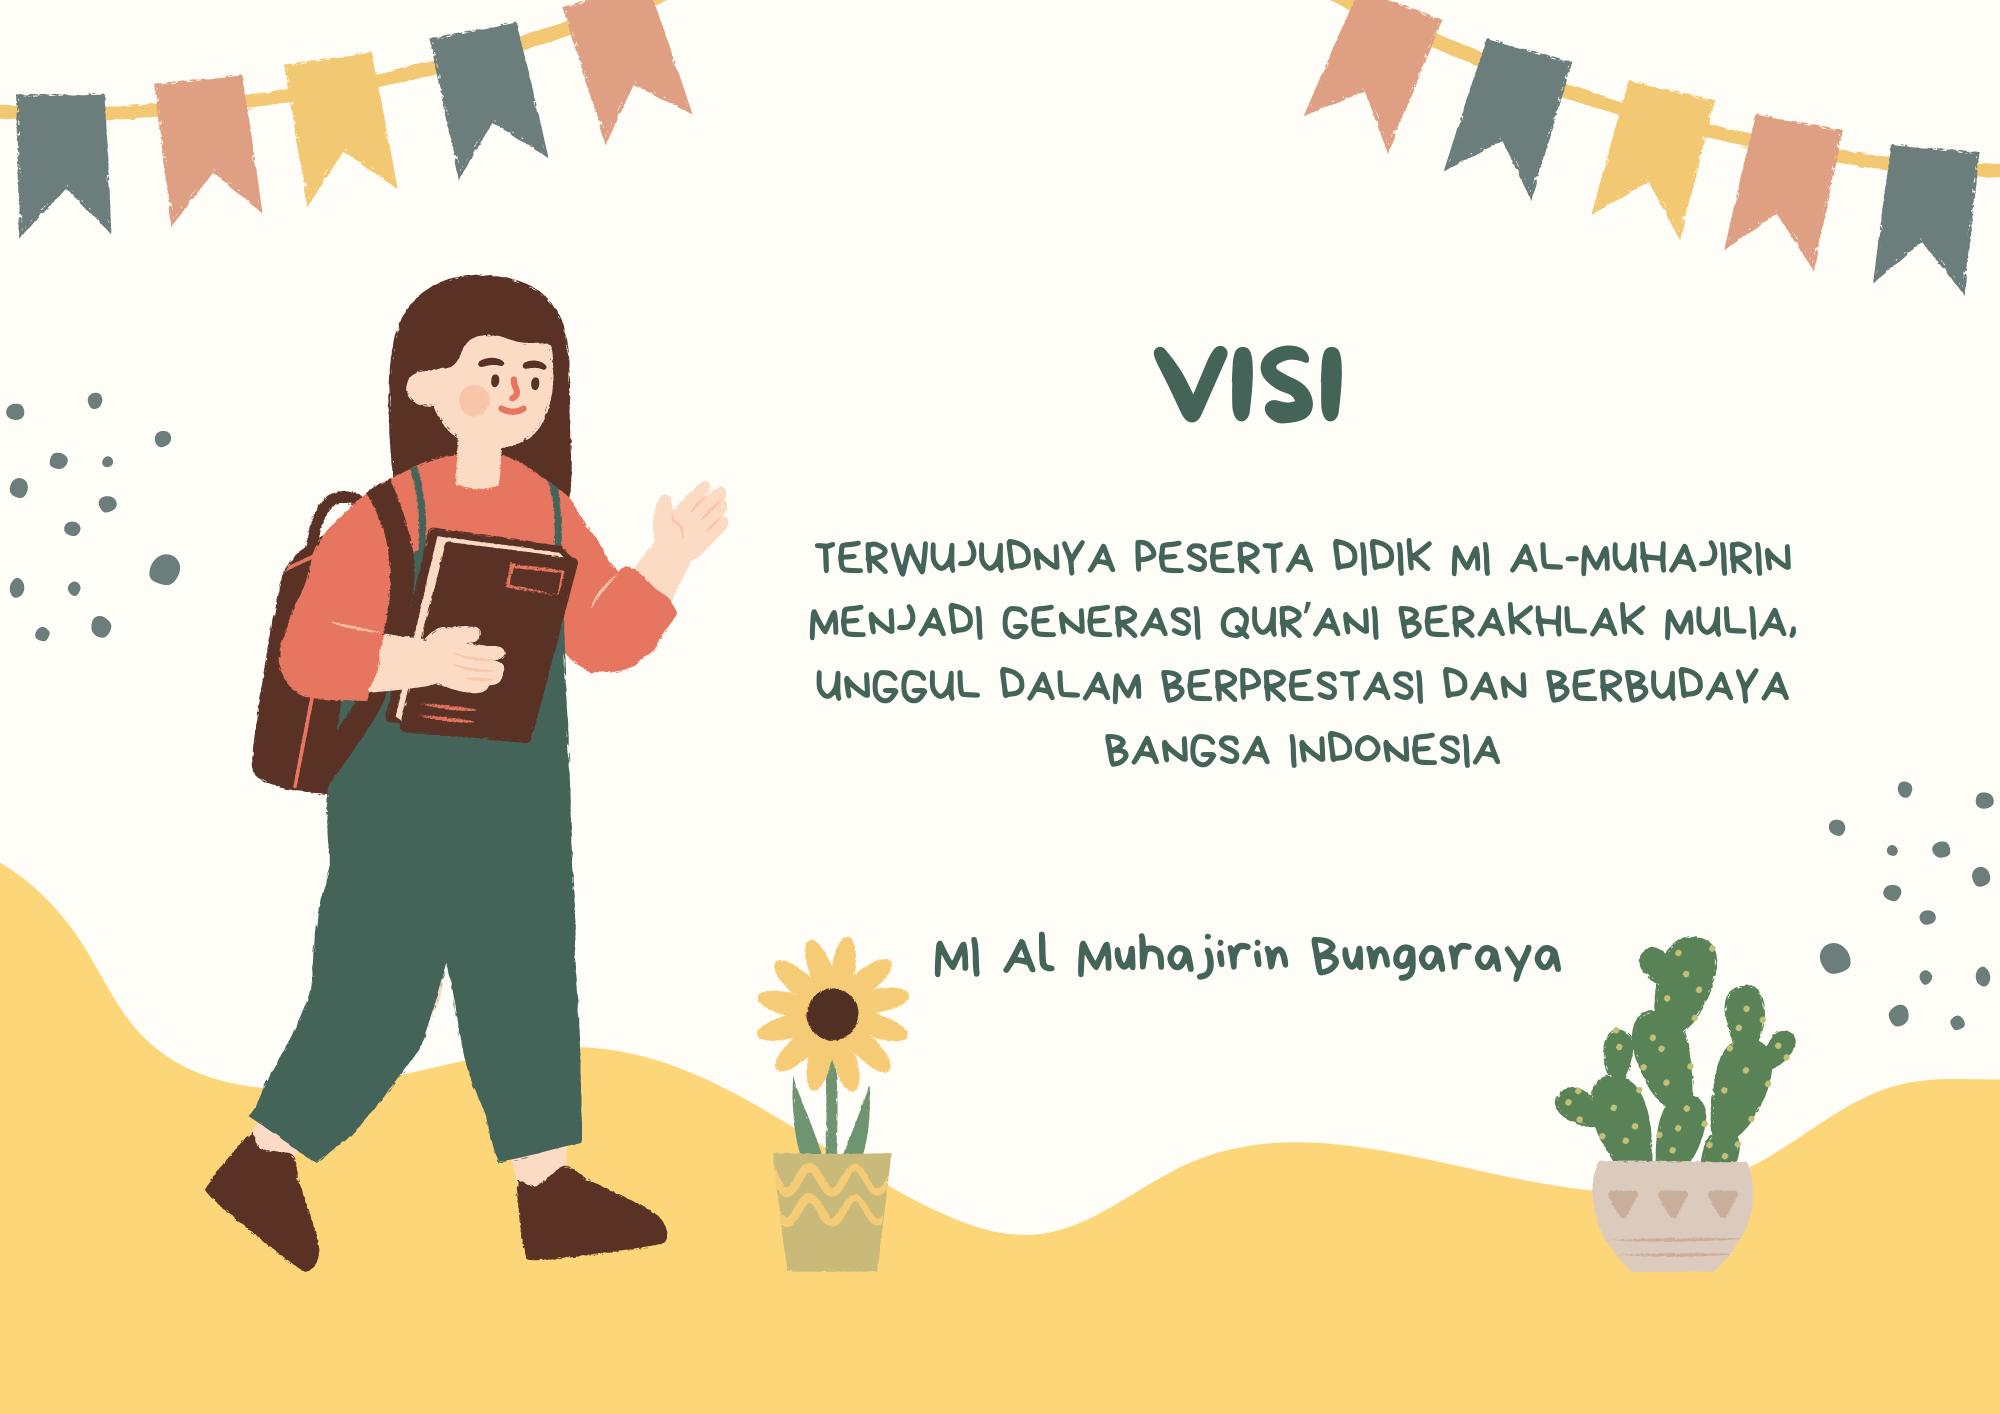 VISI
TERWUJUDNYA PESERTA DIDIK MI AL-MUHAJIRIN
MENJADI GENERASI QUR'ANI BERAKHLAK MULIA,
UNGGUL DALAM BERPRESTASI DAN BERBUDAYA
BANGSA INDONESIA
MI Al Muhajirin Bungaraya